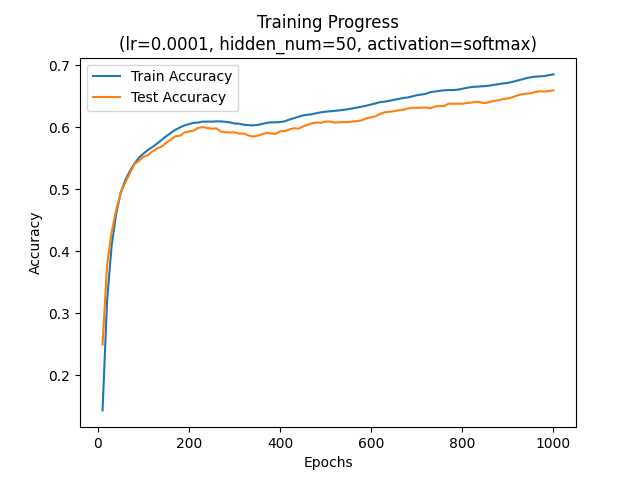 Training Progress
(lr=0.0001, hidden_num=50, activation=softmax)
Train Accuracy
Test Accuracy
0.7
0.6
0.5
0.4
0.3
0.2
Accuracy
0 200 400 600 800 1000
Epochs